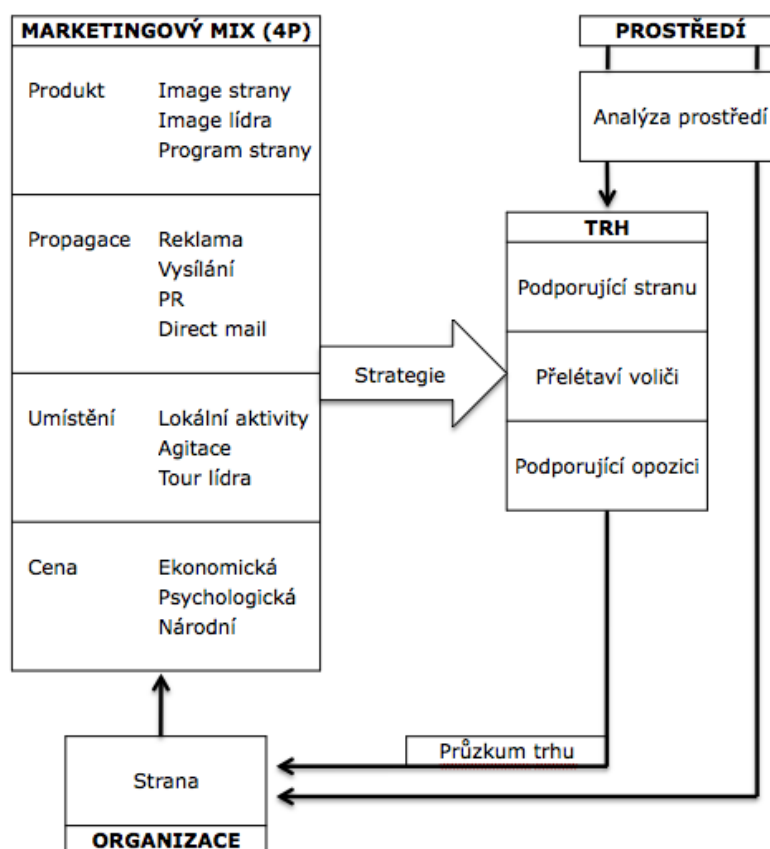 MARKETINGOVÝ MIX (4P)
Produkt Image strany
Image lídra
Program strany
Propagace Reklama
Vysílání
PR
Direct mail
Umístění Lokální aktivity
Agitace
Tour lídra
Cena Ekonomická
Psychologická
Národní
Strategie
PROSTŘEDÍ
Analýza prostředí
TRH
Podporující stranu
Přelétaví voliči
Podporující opozici
Průzkum trhu
Strana
ORGANIZACE